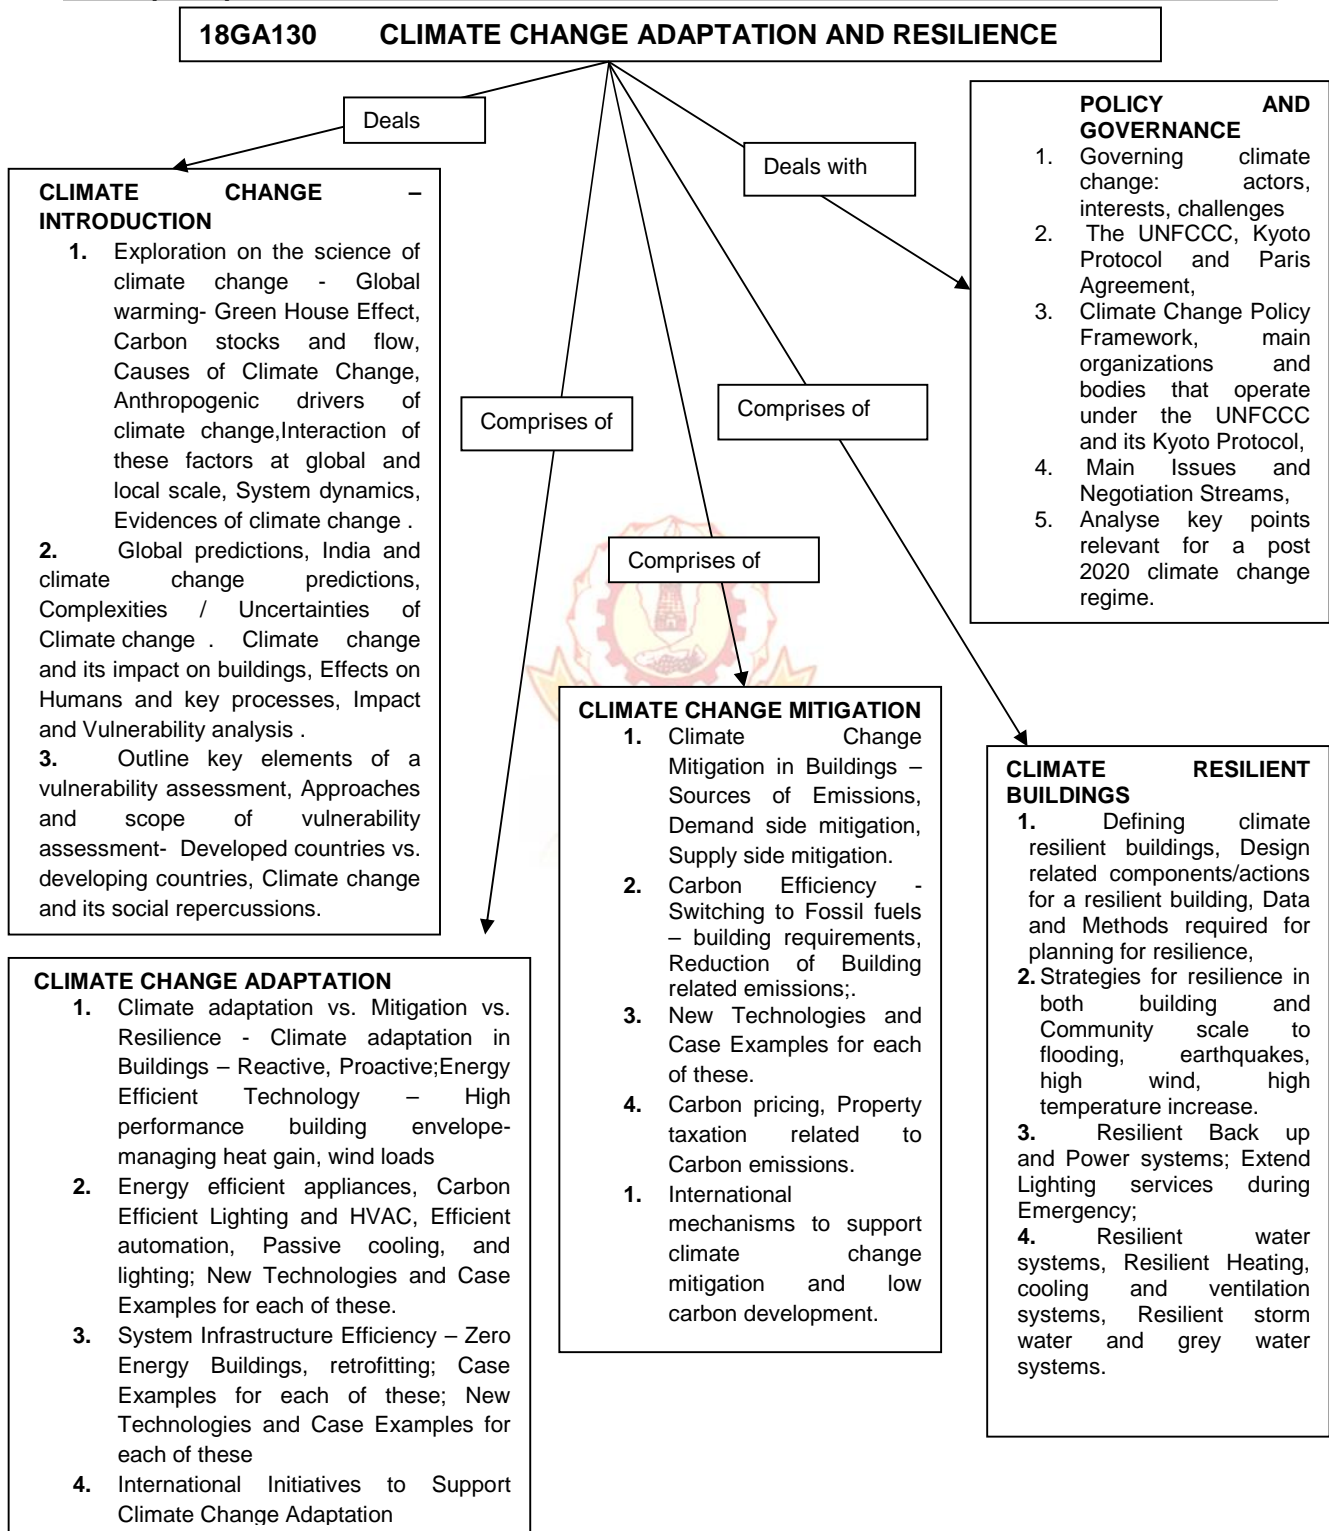 18GA130 CLIMATE CHANGE ADAPTATION AND RESILIENCE
Deals
Deals with
Comprises of
Comprises of
Comprises of
CLIMATE CHANGE –
INTRODUCTION
1. Exploration on the science of
climate change - Global
warming- Green House Effect,
Carbon stocks and flow,
Causes of Climate Change,
Anthropogenic drivers of
climate change,Interaction of
these factors at global and
local scale, System dynamics,
Evidences of climate change .
2. Global predictions, India and
climate change predictions,
Complexities / Uncertainties of
Climate change . Climate change
and its impact on buildings, Effects on
Humans and key processes, Impact
and Vulnerability analysis .
3. Outline key elements of a
vulnerability assessment, Approaches
and scope of vulnerability
assessment- Developed countries vs.
developing countries, Climate change
and its social repercussions.
POLICY AND
GOVERNANCE
1. Governing climate
change: actors,
interests, challenges
2. The UNFCCC, Kyoto
Protocol and Paris
Agreement,
3. Climate Change Policy
Framework, main
organizations and
bodies that operate
under the UNFCCC
and its Kyoto Protocol,
4. Main Issues and
Negotiation Streams,
5. Analyse key points
relevant for a post
2020 climate change
regime.
CLIMATE CHANGE MITIGATION
1. Climate Change
Mitigation in Buildings –
Sources of Emissions,
Demand side mitigation,
Supply side mitigation.
2. Carbon Efficiency -
Switching to Fossil fuels
– building requirements,
Reduction of Building
related emissions;.
3. New Technologies and
Case Examples for each
of these.
4. Carbon pricing, Property
taxation related to
Carbon emissions.
1. International
mechanisms to support
climate change
mitigation and low
carbon development.
CLIMATE RESILIENT
BUILDINGS
1. Defining climate
resilient buildings, Design
related components/actions
for a resilient building, Data
and Methods required for
planning for resilience,
2. Strategies for resilience in
both building and
Community scale to
flooding, earthquakes,
high wind, high
temperature increase.
3. Resilient Back up
and Power systems; Extend
Lighting services during
Emergency;
4. Resilient water
systems, Resilient Heating,
cooling and ventilation
systems, Resilient storm
water and grey water
systems.
CLIMATE CHANGE ADAPTATION
1. Climate adaptation vs. Mitigation vs.
Resilience - Climate adaptation in
Buildings – Reactive, Proactive;Energy
Efficient Technology – High
performance building envelope-
managing heat gain, wind loads
2. Energy efficient appliances, Carbon
Efficient Lighting and HVAC, Efficient
automation, Passive cooling, and
lighting; New Technologies and Case
Examples for each of these.
3. System Infrastructure Efficiency – Zero
Energy Buildings, retrofitting; Case
Examples for each of these; New
Technologies and Case Examples for
each of these
4. International Initiatives to Support
Climate Change Adaptation